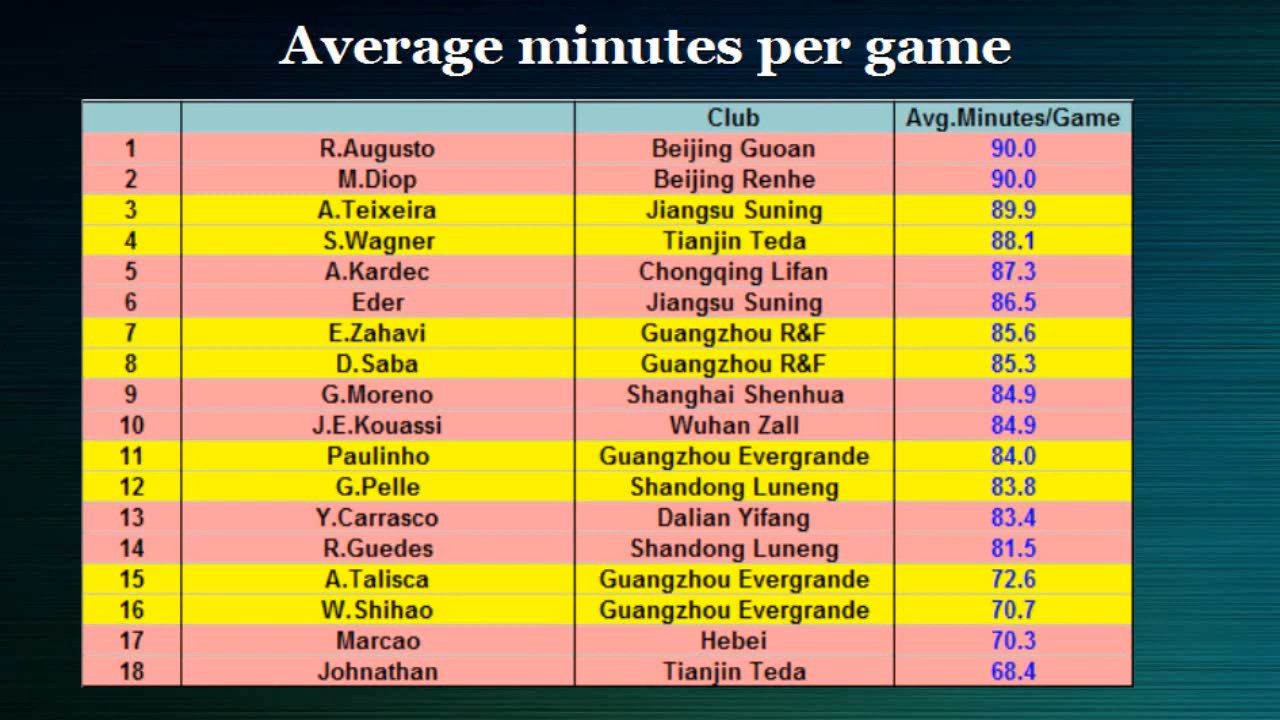 Average minutes per game
Club Avg.Minutes/Game
1 R.Augusto Beijing Guoan 90.0
2 M.Diop Beijing Renhe 90.0
3 A.Teixeira Jiangsu Suning 89.9
4 S.Wagner Tianjin Teda 88.1
5 A.Kardec Chongqing Lifan 87.3
6 Eder Jiangsu Suning 86.5
7 E.Zahavi Guangzhou R&F 85.6
8 D.Saba Guangzhou R&F 85.3
9 G.Moreno Shanghai Shenhua 84.9
10 J.E.Kouassi Wuhan Zall 84.9
11 Paulinho Guangzhou Evergrande 84.0
12 G.Pelle Shandong Luneng 83.8
13 Y.Carrasco Dalian Yifang 83.4
14 R.Guedes Shandong Luneng 81.5
15 A.Talisca Guangzhou Evergrande 72.6
16 W.Shihao Guangzhou Evergrande 70.7
17 Marcao Hebei 70.3
18 Johnathan Tianjin Teda 68.4